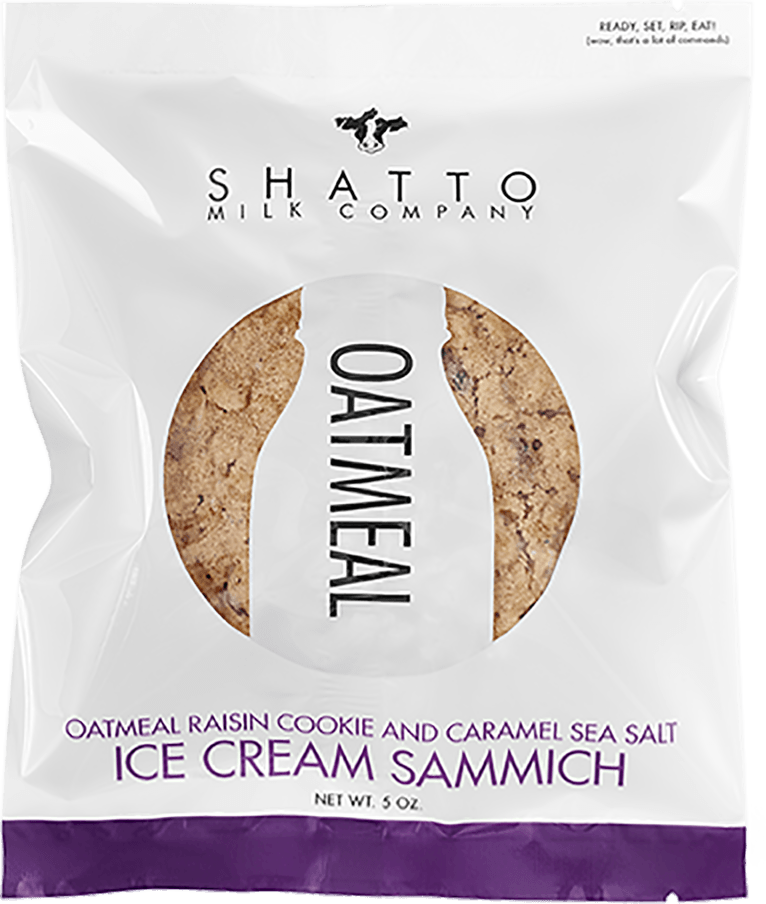 READY, SET, RIP, EAT!
(wow, that's a lot of commands)
SHATTO
MILK COMPANY
OATMEAL
OATMEAL RAISIN COOKIE AND CARAMEL SEA SALT
ICE CREAM SAMMICH
NET WT. 5 OZ.